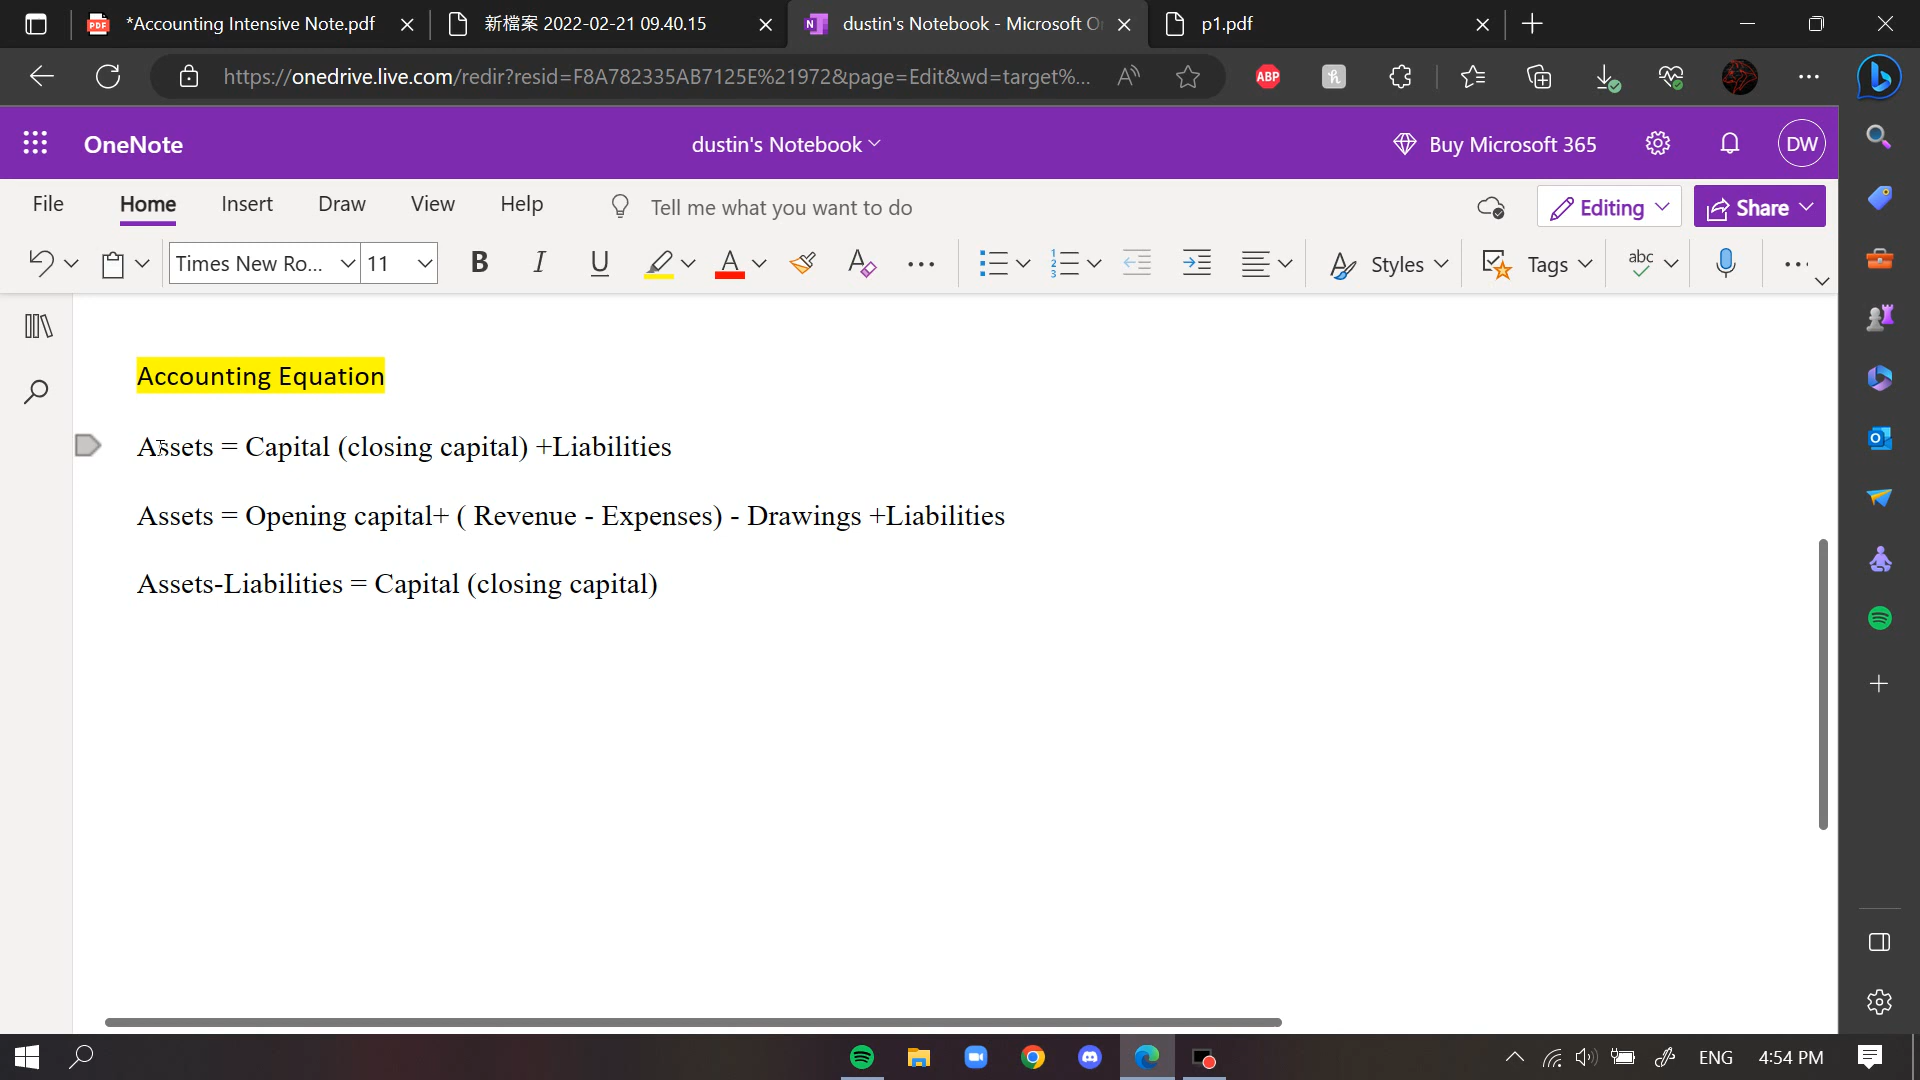 *Accounting Intensive Note.pdf
新檔案 2022-02-21 09.40.15
dustin's Notebook - Microsoft O
p1.pdf
https://onedrive.live.com/redir?resid=F8A782335AB7125E%21972&page=Edit&wd=target%...
ABP
OneNote
dustin's Notebook
Buy Microsoft 365
DW
File
Home
Insert
Draw
View
Help
Tell me what you want to do
Editing
Share
Times New Ro...
11
B
I
U
Styles
Tags
abc
Accounting Equation
Assets = Capital (closing capital) +Liabilities
Assets = Opening capital+ ( Revenue - Expenses) - Drawings +Liabilities
Assets-Liabilities = Capital (closing capital)
ENG
4:54 PM